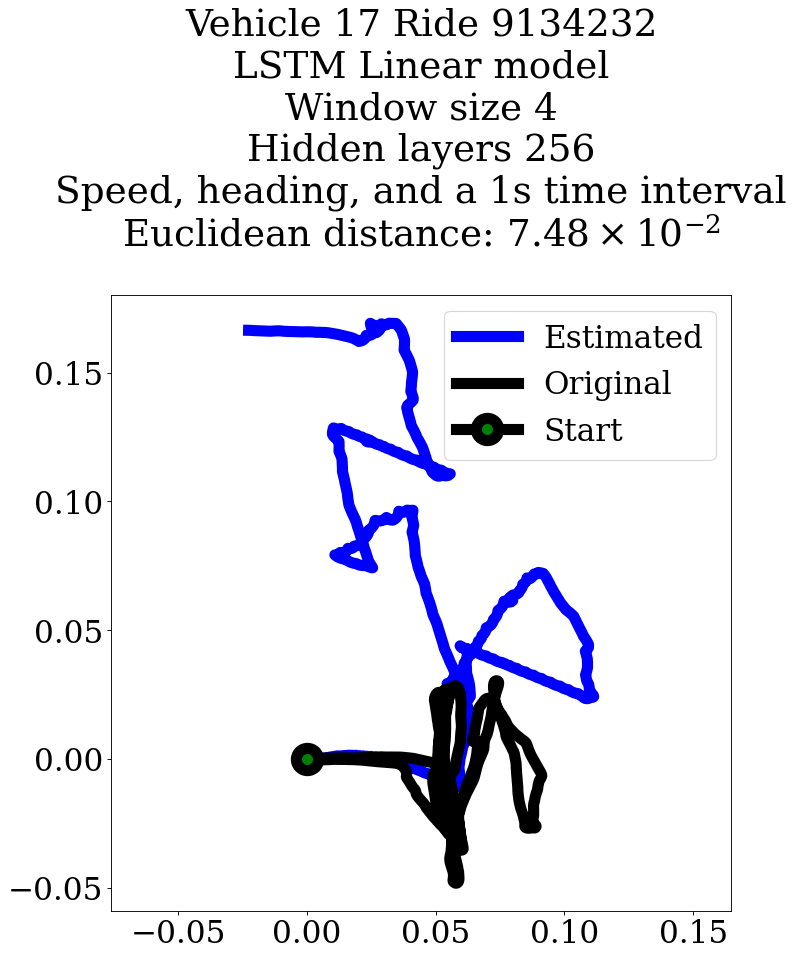 Vehicle 17 Ride 9134232
LSTM Linear model
Window size 4
Hidden layers 256
Speed, heading, and a 1s time interval
Euclidean distance: 7.48 × 10⁻²
Estimated
Original
Start
0.15
0.10
0.05
0.00
−0.05
−0.05 0.00 0.05 0.10 0.15